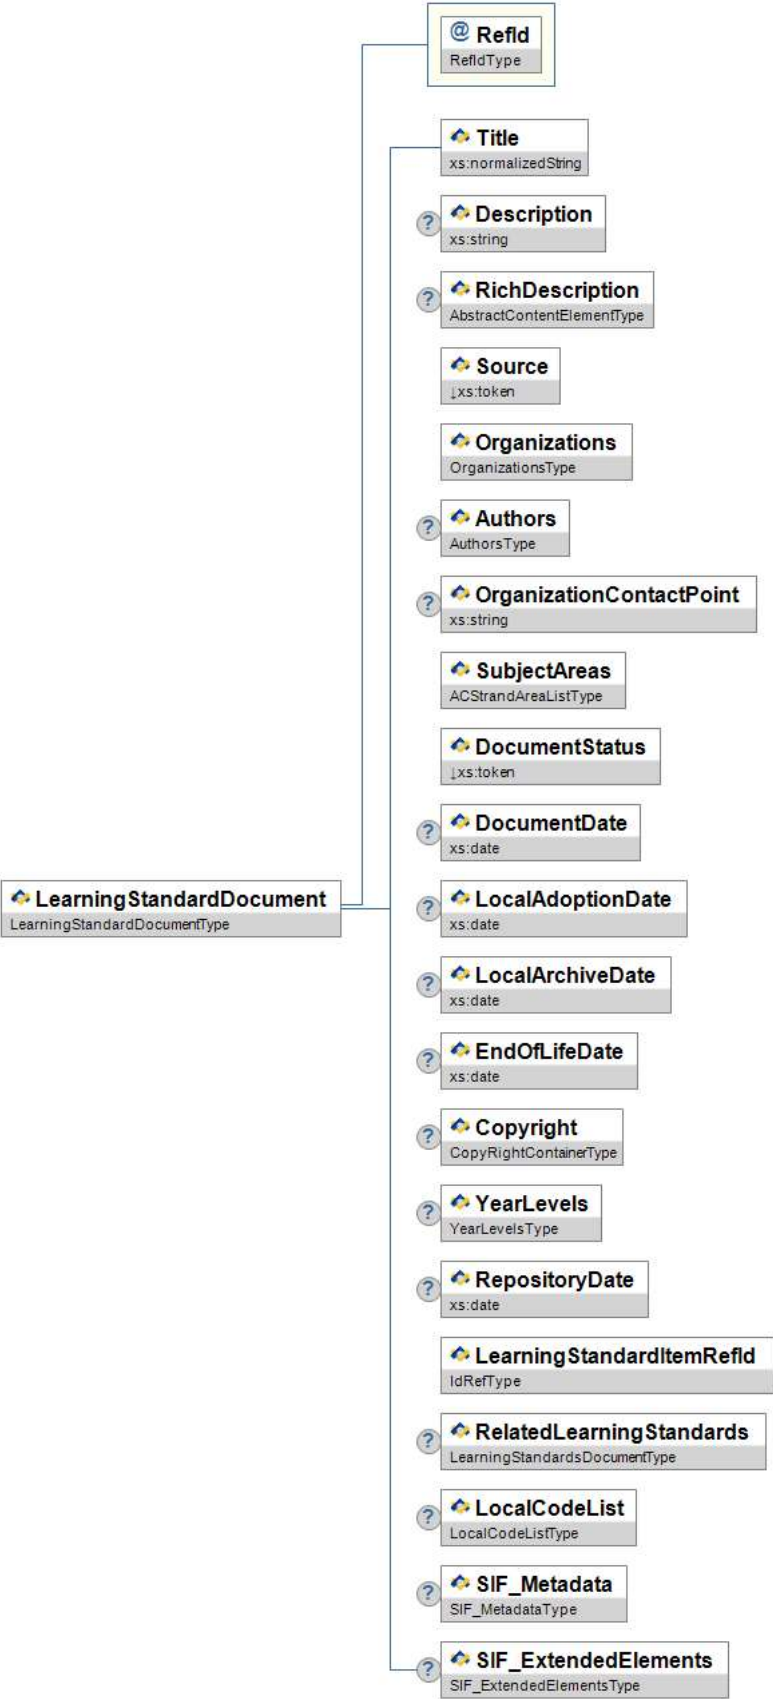 @ RefId
RefIdType
Title
xs:normalizedString
? Description
xs:string
? RichDescription
AbstractContentElementType
Source
↓xs:token
Organizations
OrganizationsType
? Authors
AuthorsType
? OrganizationContactPoint
xs:string
SubjectAreas
ACStrandAreaListType
DocumentStatus
↓xs:token
? DocumentDate
xs:date
LearningStandardDocument
LearningStandardDocumentType
? LocalAdoptionDate
xs:date
? LocalArchiveDate
xs:date
? EndOfLifeDate
xs:date
? Copyright
CopyRightContainerType
? YearLevels
YearLevelsType
? RepositoryDate
xs:date
LearningStandardItemRefId
IdRefType
? RelatedLearningStandards
LearningStandardsDocumentType
? LocalCodeList
LocalCodeListType
? SIF_Metadata
SIF_MetadataType
? SIF_ExtendedElements
SIF_ExtendedElementsType